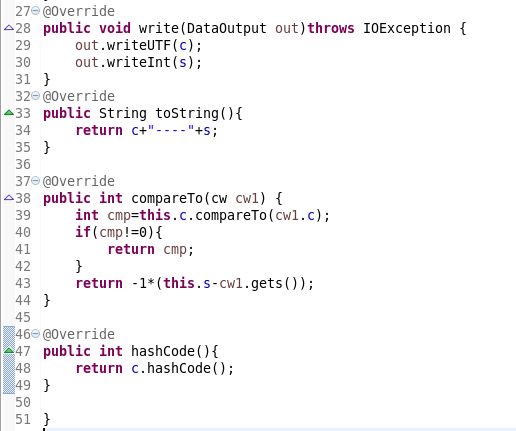 27 @Override
28 public void write(DataOutput out)throws IOException {
29     out.writeUTF(c);
30     out.writeInt(s);
31 }
32 @Override
33 public String toString(){
34     return c+"----"+s;
35 }
36
37 @Override
38 public int compareTo(cw cw1) {
39     int cmp=this.c.compareTo(cw1.c);
40     if(cmp!=0){
41         return cmp;
42     }
43     return -1*(this.s-cw1.gets());
44 }
45
46 @Override
47 public int hashCode(){
48     return c.hashCode();
49 }
50
51 }